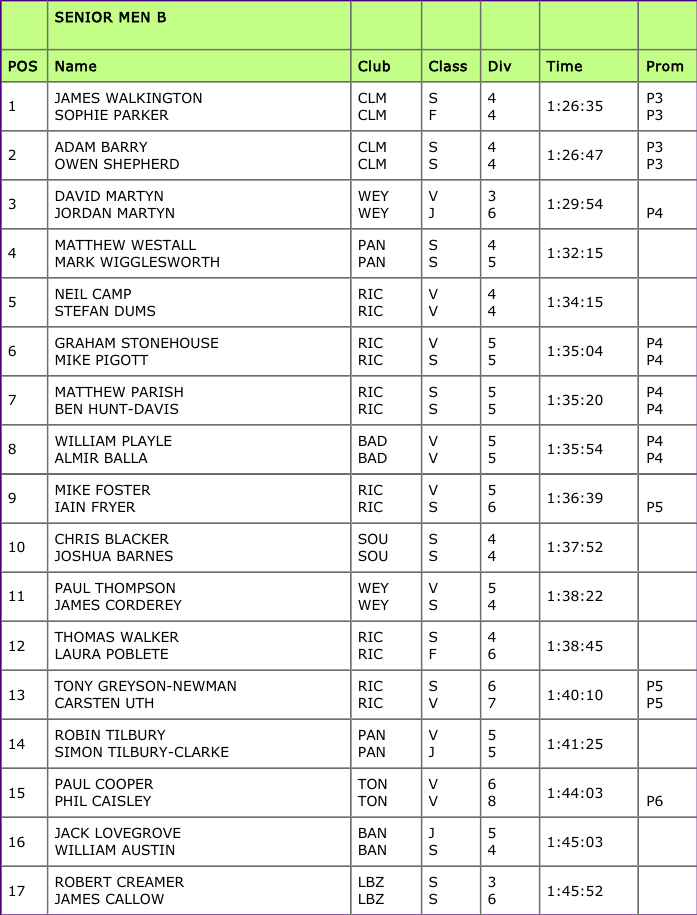 SENIOR MEN B
POS Name Club Class Div Time Prom
1 JAMES WALKINGTON CLM S 4 1:26:35 P3
SOPHIE PARKER CLM F 4 P3
2 ADAM BARRY CLM S 4 1:26:47 P3
OWEN SHEPHERD CLM S 4 P3
3 DAVID MARTYN WEY V 3 1:29:54
JORDAN MARTYN WEY J 6 P4
4 MATTHEW WESTALL PAN S 4 1:32:15
MARK WIGGLESWORTH PAN S 5
5 NEIL CAMP RIC V 4 1:34:15
STEFAN DUMS RIC V 4
6 GRAHAM STONEHOUSE RIC V 5 1:35:04 P4
MIKE PIGOTT RIC S 5 P4
7 MATTHEW PARISH RIC S 5 1:35:20 P4
BEN HUNT-DAVIS RIC S 5 P4
8 WILLIAM PLAYLE BAD V 5 1:35:54 P4
ALMIR BALLA BAD V 5 P4
9 MIKE FOSTER RIC V 5 1:36:39
IAIN FRYER RIC S 6 P5
10 CHRIS BLACKER SOU S 4 1:37:52
JOSHUA BARNES SOU S 4
11 PAUL THOMPSON WEY V 5 1:38:22
JAMES CORDEREY WEY S 4
12 THOMAS WALKER RIC S 4 1:38:45
LAURA POBLETE RIC F 6
13 TONY GREYSON-NEWMAN RIC S 6 1:40:10 P5
CARSTEN UTH RIC V 7 P5
14 ROBIN TILBURY PAN V 5 1:41:25
SIMON TILBURY-CLARKE PAN J 5
15 PAUL COOPER TON V 6 1:44:03
PHIL CAISLEY TON V 8 P6
16 JACK LOVEGROVE BAN J 5 1:45:03
WILLIAM AUSTIN BAN S 4
17 ROBERT CREAMER LBZ S 3 1:45:52
JAMES CALLOW LBZ S 6